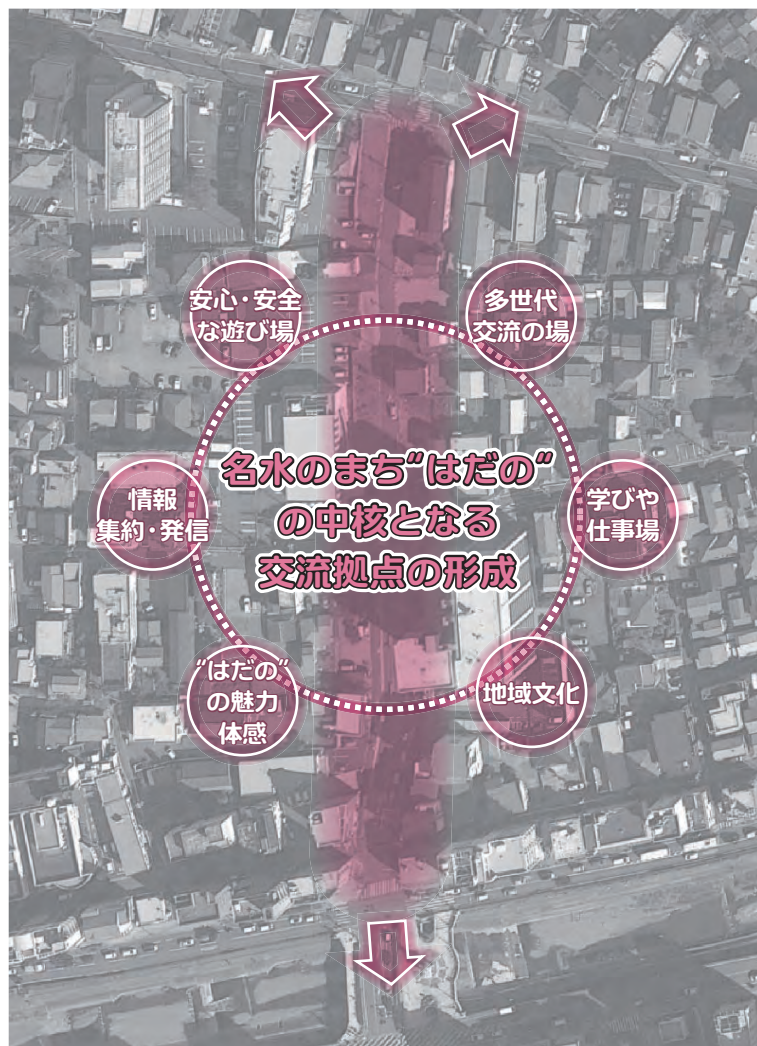 安心・安全
な遊び場
多世代
交流の場
名水のまち“はだの“
の中核となる
交流拠点の形成
情報
集約・発信
学びや
仕事場
“はだの”
の魅力
体感
地域文化